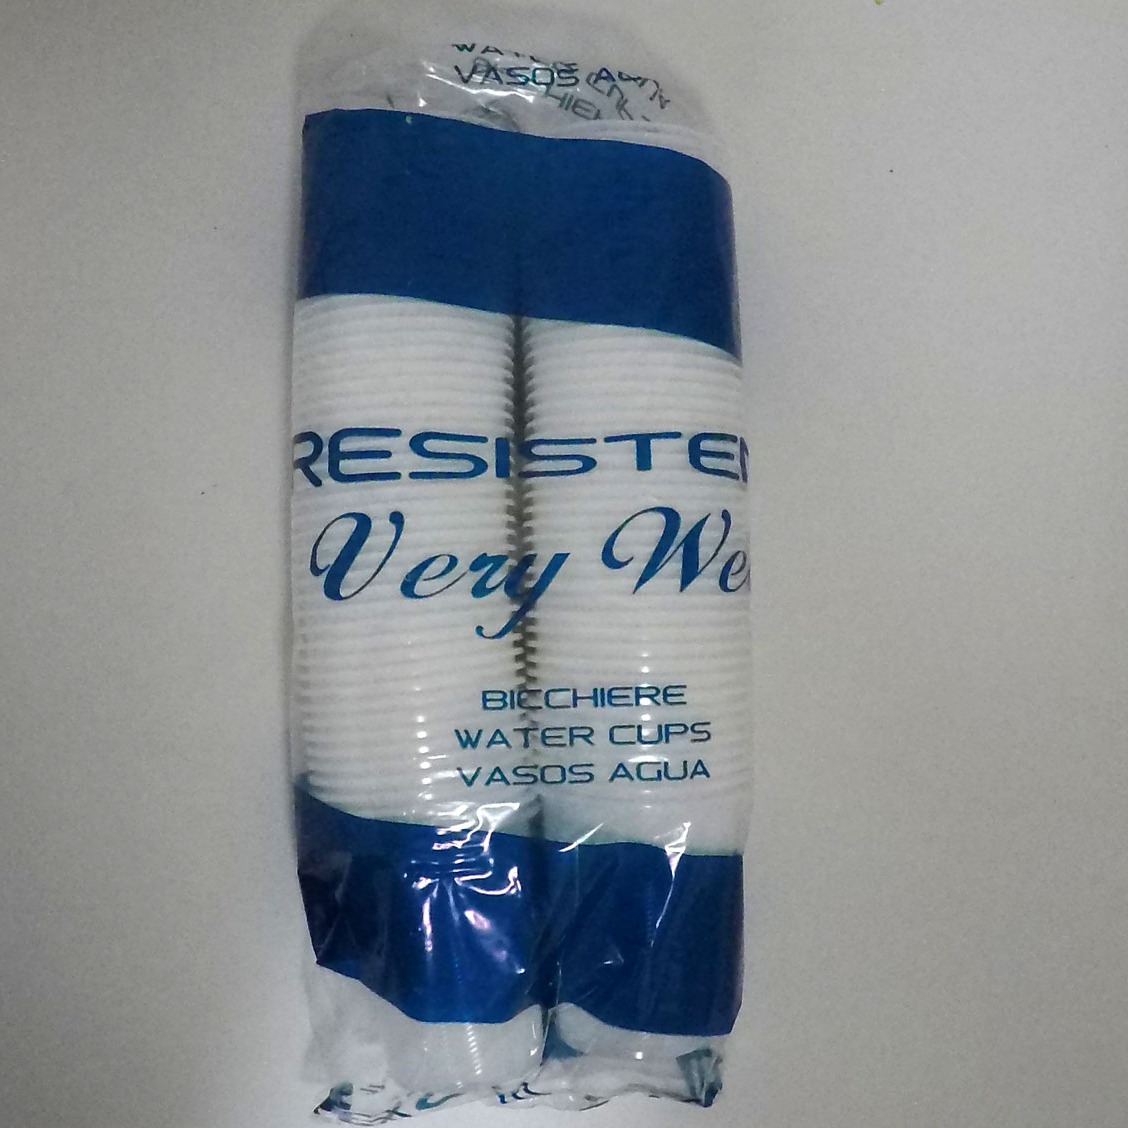 VASOS
RESISTEN
Very We
BICCHIERE
WATER CUPS
VASOS AGUA